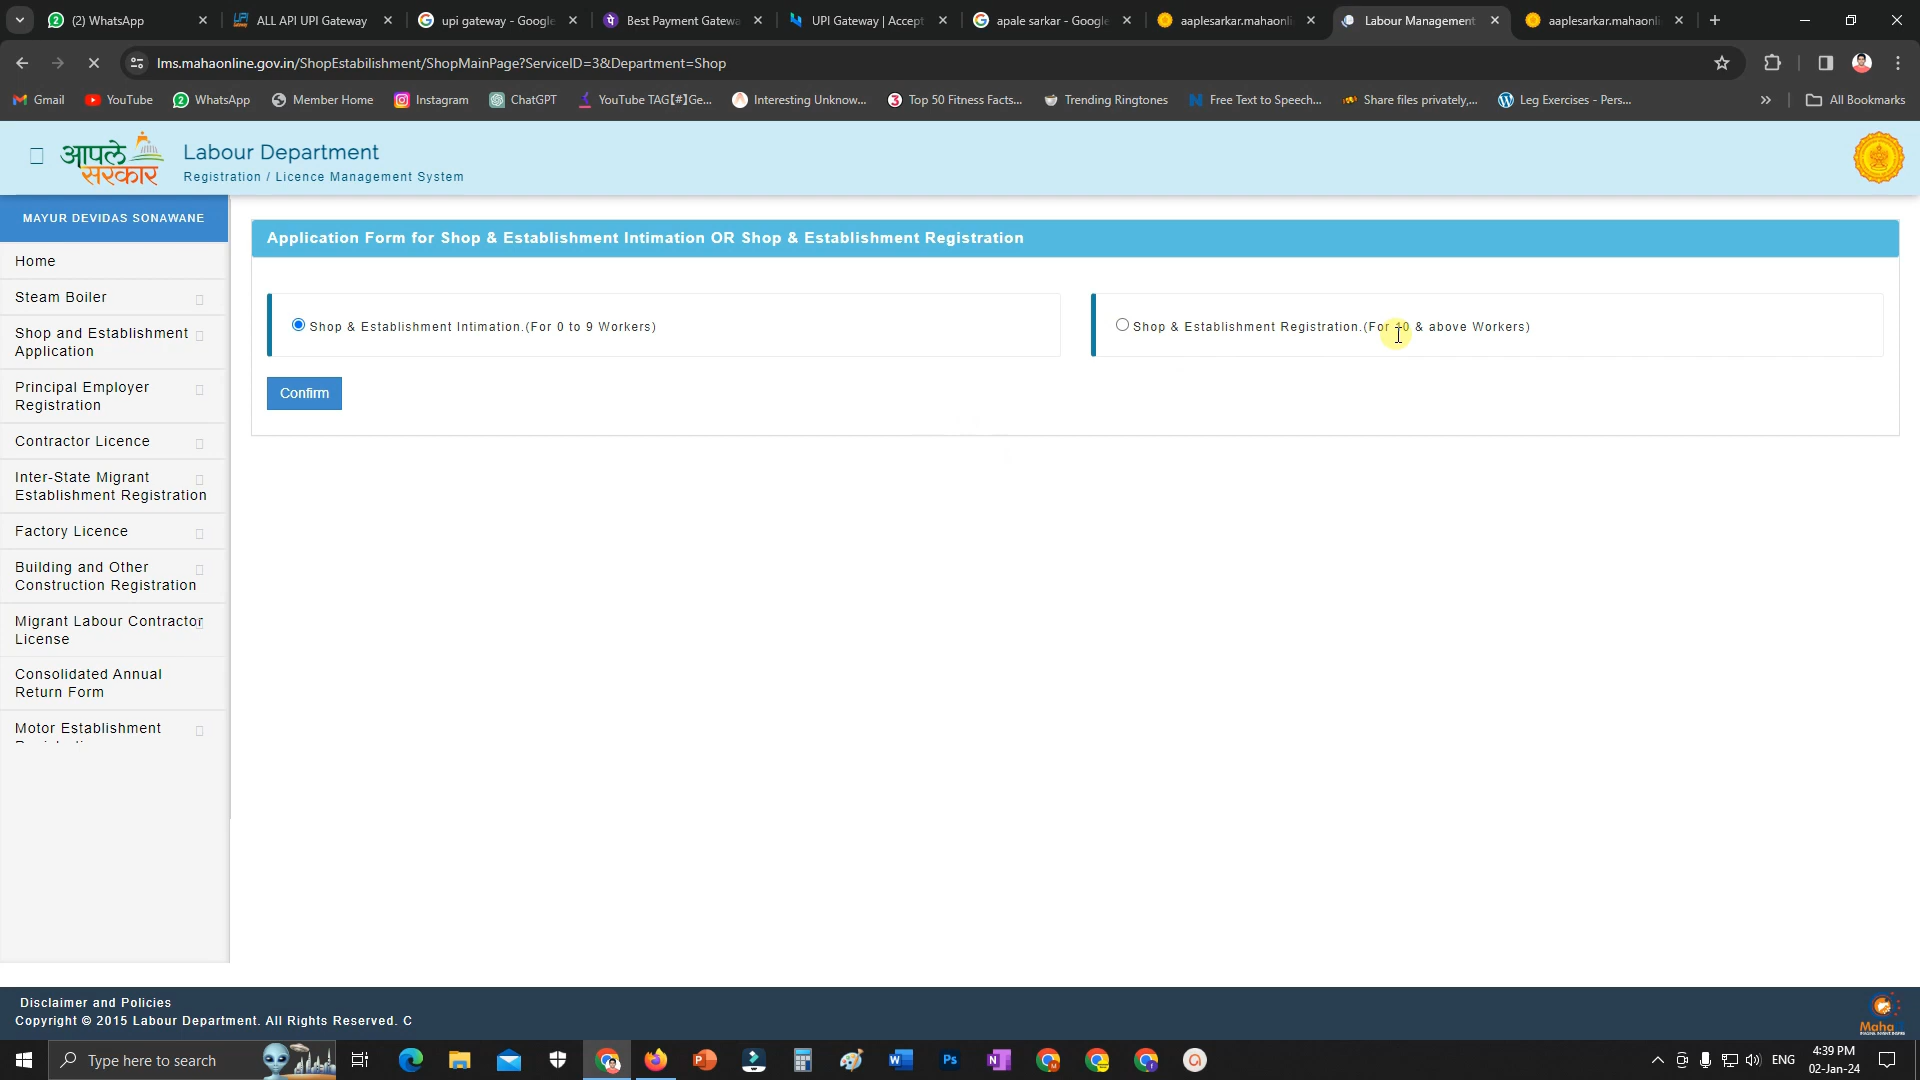 (2) WhatsApp
ALL API UPI Gateway
upi gateway - Google
Best Payment Gatewa
UPI Gateway | Accept
apale sarkar - Google
aaplesarkar.mahaonli
Labour Management
aaplesarkar.mahaonli
lms.mahaonline.gov.in/ShopEstabilishment/ShopMainPage?ServiceID=3&Department=Shop
Gmail
YouTube
WhatsApp
Member Home
Instagram
ChatGPT
YouTube TAG[#]Ge...
Interesting Unknow...
Top 50 Fitness Facts...
Trending Ringtones
Free Text to Speech...
Share files privately,...
Leg Exercises - Pers...
All Bookmarks
आपले
सरकार
Labour Department
Registration / Licence Management System
MAYUR DEVIDAS SONAWANE
Home
Steam Boiler
Shop and Establishment
Application
Principal Employer
Registration
Contractor Licence
Inter-State Migrant
Establishment Registration
Factory Licence
Building and Other
Construction Registration
Migrant Labour Contractor
License
Consolidated Annual
Return Form
Motor Establishment
Application Form for Shop & Establishment Intimation OR Shop & Establishment Registration
Shop & Establishment Intimation.(For 0 to 9 Workers)
Shop & Establishment Registration.(For 10 & above Workers)
Confirm
Disclaimer and Policies
Copyright © 2015 Labour Department. All Rights Reserved. C
Maha
Type here to search
ENG
4:39 PM
02-Jan-24